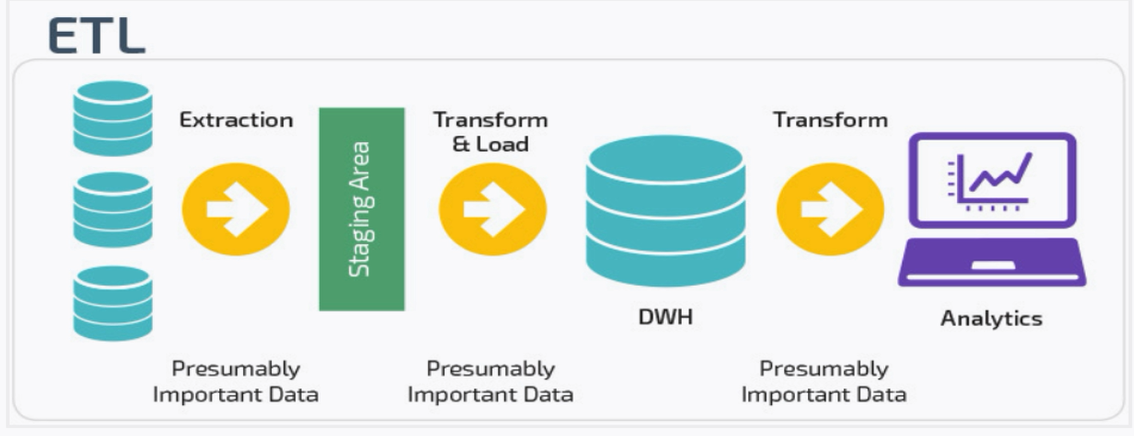 ETL
Extraction
Staging Area
Transform
& Load
DWH
Transform
Analytics
Presumably
Important Data
Presumably
Important Data
Presumably
Important Data